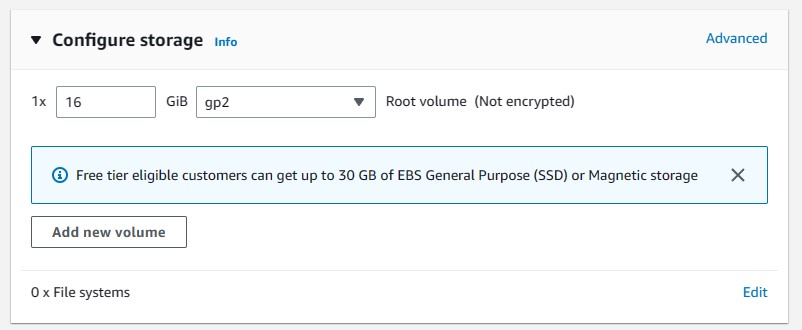 Configure storage Info Advanced
1x 16 GiB gp2 Root volume (Not encrypted)
Free tier eligible customers can get up to 30 GB of EBS General Purpose (SSD) or Magnetic storage
Add new volume
0 x File systems Edit